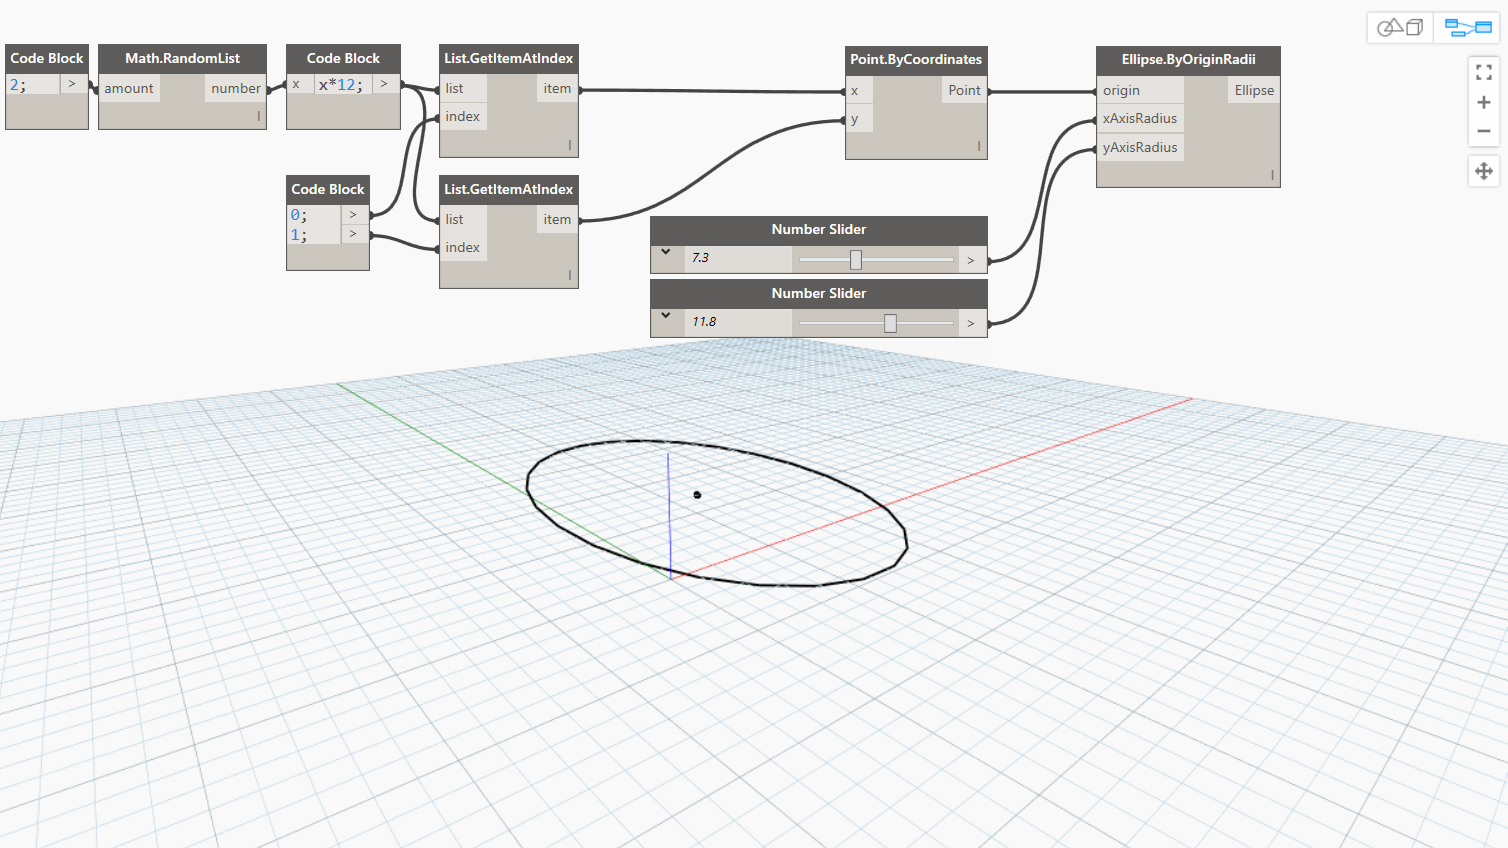 Code Block
2;
>
Math.RandomList
amount
number
l
Code Block
x
x*12;
>
List.GetItemAtIndex
list
item
index
l
Code Block
0;
>
1;
>
List.GetItemAtIndex
list
item
index
l
Number Slider
7.3
>
Number Slider
11.8
>
Point.ByCoordinates
x
Point
y
l
Ellipse.ByOriginRadii
origin
Ellipse
xAxisRadius
yAxisRadius
l